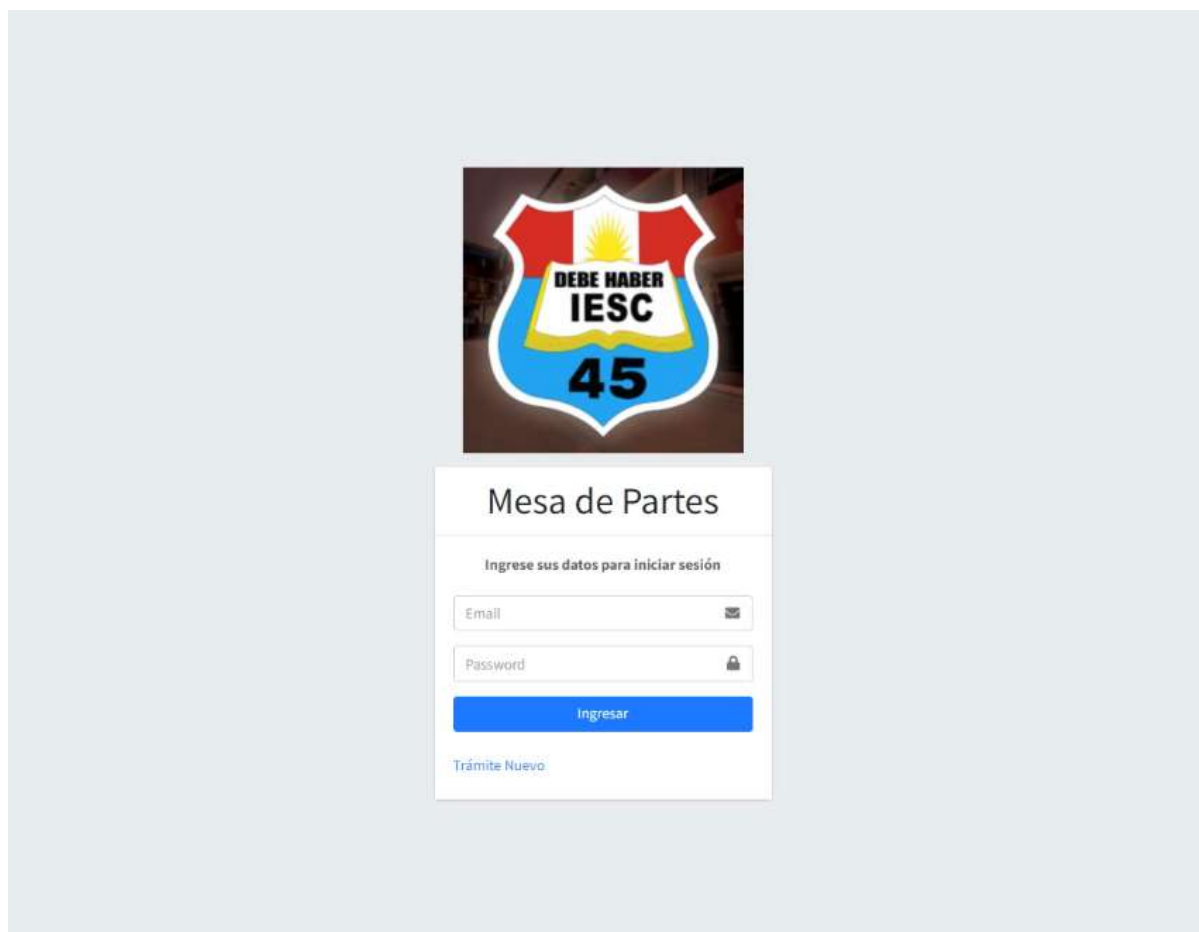 DEBE HABER
IESC
45
Mesa de Partes
Ingrese sus datos para iniciar sesión
Email
Password
Ingresar
Trámite Nuevo